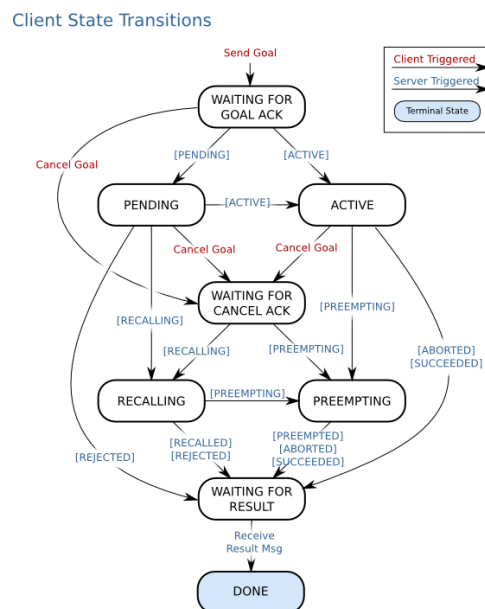 Client State Transitions
Send Goal
Client Triggered
Server Triggered
Terminal State
WAITING FOR
GOAL ACK
[PENDING]
[ACTIVE]
Cancel Goal
PENDING
[ACTIVE]
ACTIVE
Cancel Goal
Cancel Goal
WAITING FOR
CANCEL ACK
[PREEMPTING]
[RECALLING]
[RECALLING]
[PREEMPTING]
[ABORTED]
[SUCCEEDED]
RECALLING
[PREEMPTING]
PREEMPTING
[RECALLED]
[REJECTED]
[PREEMPTED]
[ABORTED]
[SUCCEEDED]
[REJECTED]
WAITING FOR
RESULT
Receive
Result Msg
DONE